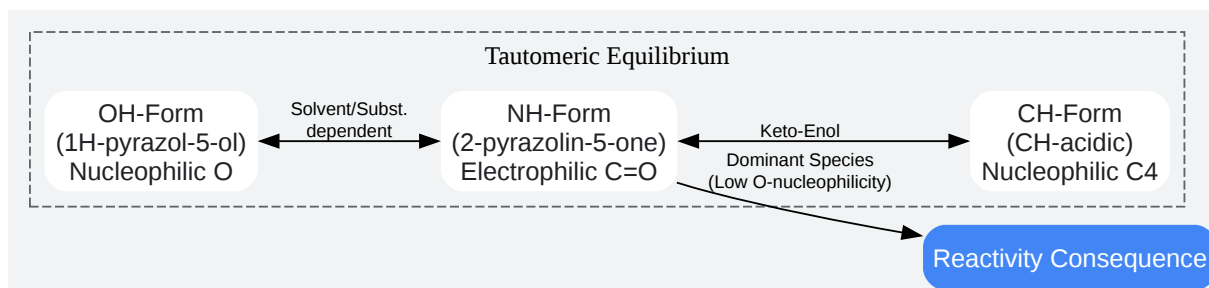 Tautomeric Equilibrium
OH-Form
(1H-pyrazol-5-ol)
Nucleophilic O
Solvent/Subst.
dependent
NH-Form
(2-pyrazolin-5-one)
Electrophilic C=O
Keto-Enol
Dominant Species
(Low O-nucleophilicity)
CH-Form
(CH-acidic)
Nucleophilic C4
Reactivity Consequence